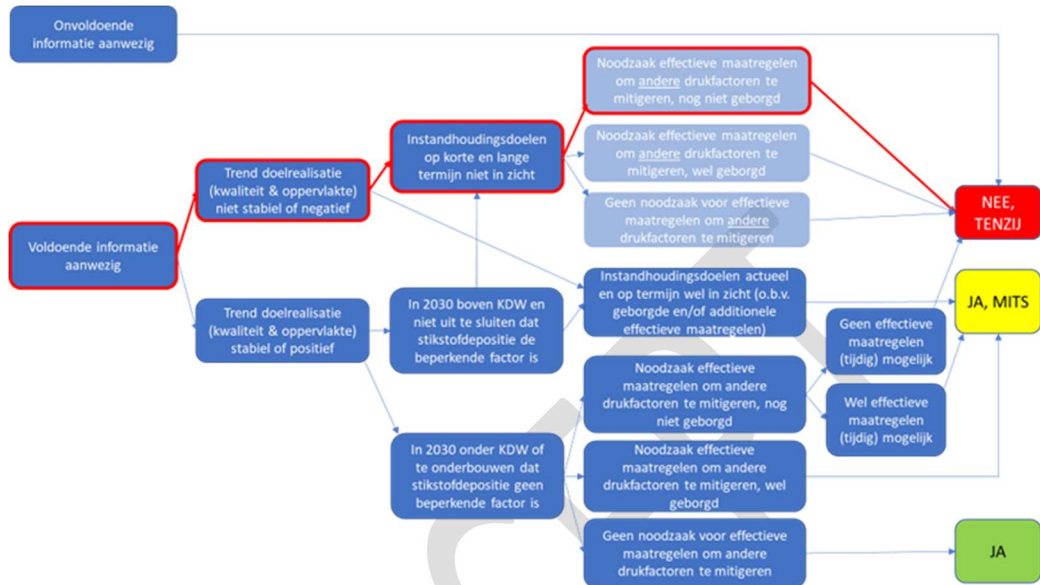 Onvoldoende
informatie aanwezig
Noodzaak effectieve maatregelen
om andere drukfactoren te
mitigeren, nog niet geborgd
Instandhoudingsdoelen
op korte en lange
termijn niet in zicht
Noodzaak effectieve maatregelen
om andere drukfactoren te
mitigeren, wel geborgd
Trend doelrealisatie
(kwaliteit & oppervlakte)
niet stabiel of negatief
Geen noodzaak voor effectieve
maatregelen om andere
drukfactoren te mitigeren
NEE,
TENZIJ
Voldoende informatie
aanwezig
Trend doelrealisatie
(kwaliteit & oppervlakte)
stabiel of positief
In 2030 boven KDW en
niet uit te sluiten dat
stikstofdepositie de
beperkende factor is
Instandhoudingsdoelen actueel
en op termijn wel in zicht (o.b.v.
geborgde en/of additionele
effectieve maatregelen)
JA, MITS
Geen effectieve
maatregelen
(tijdig) mogelijk
Noodzaak effectieve
maatregelen om andere
drukfactoren te mitigeren, nog
niet geborgd
Wel effectieve
maatregelen
(tijdig) mogelijk
In 2030 onder KDW of
te onderbouwen dat
stikstofdepositie geen
beperkende factor is
Noodzaak effectieve
maatregelen om andere
drukfactoren te mitigeren, wel
geborgd
Geen noodzaak voor effectieve
maatregelen om andere
drukfactoren te mitigeren
JA